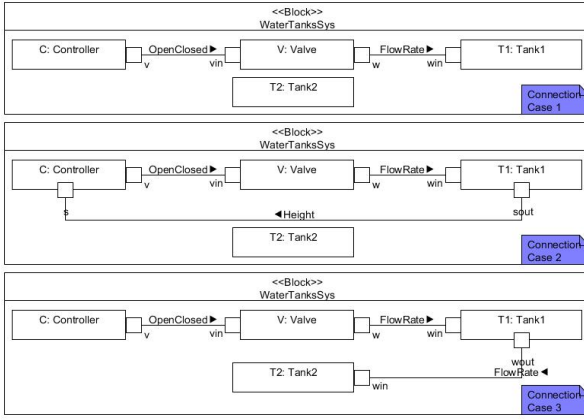 <<Block>>
WaterTanksSys
C: Controller
OpenClosed►
V: Valve
FlowRate►
T1: Tank1
v
vin
w
win
T2: Tank2
Connection
Case 1
<<Block>>
WaterTanksSys
C: Controller
OpenClosed►
V: Valve
FlowRate►
T1: Tank1
v
vin
w
win
s
◄Height
sout
T2: Tank2
Connection
Case 2
<<Block>>
WaterTanksSys
C: Controller
OpenClosed►
V: Valve
FlowRate►
T1: Tank1
v
vin
w
win
wout
T2: Tank2
FlowRate◄
win
Connection
Case 3